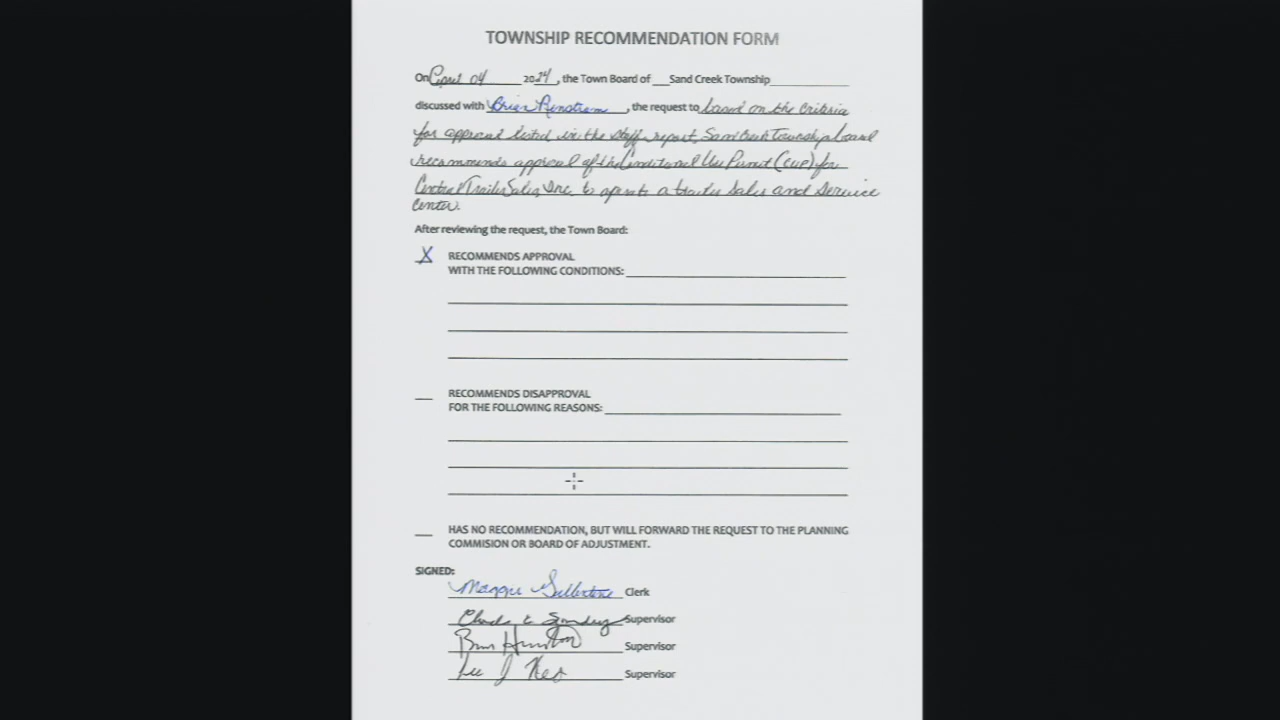 TOWNSHIP RECOMMENDATION FORM
On April 04 2024, the Town Board of Sand Creek Township
discussed with Brian, the request to based on the criteria
for approval listed in the staff report, Sand Creek Township board
recommends approval of the Conditional Use Permit (CUP) for
Central Trailer Sales, Inc. to operate a trailer sales and service
center.
After reviewing the request, the Town Board:
X RECOMMENDS APPROVAL
WITH THE FOLLOWING CONDITIONS:
RECOMMENDS DISAPPROVAL
FOR THE FOLLOWING REASONS:
HAS NO RECOMMENDATION, BUT WILL FORWARD THE REQUEST TO THE PLANNING
COMMISION OR BOARD OF ADJUSTMENT.
SIGNED:
Maggie Clerk
Supervisor
Supervisor
Lee J Supervisor